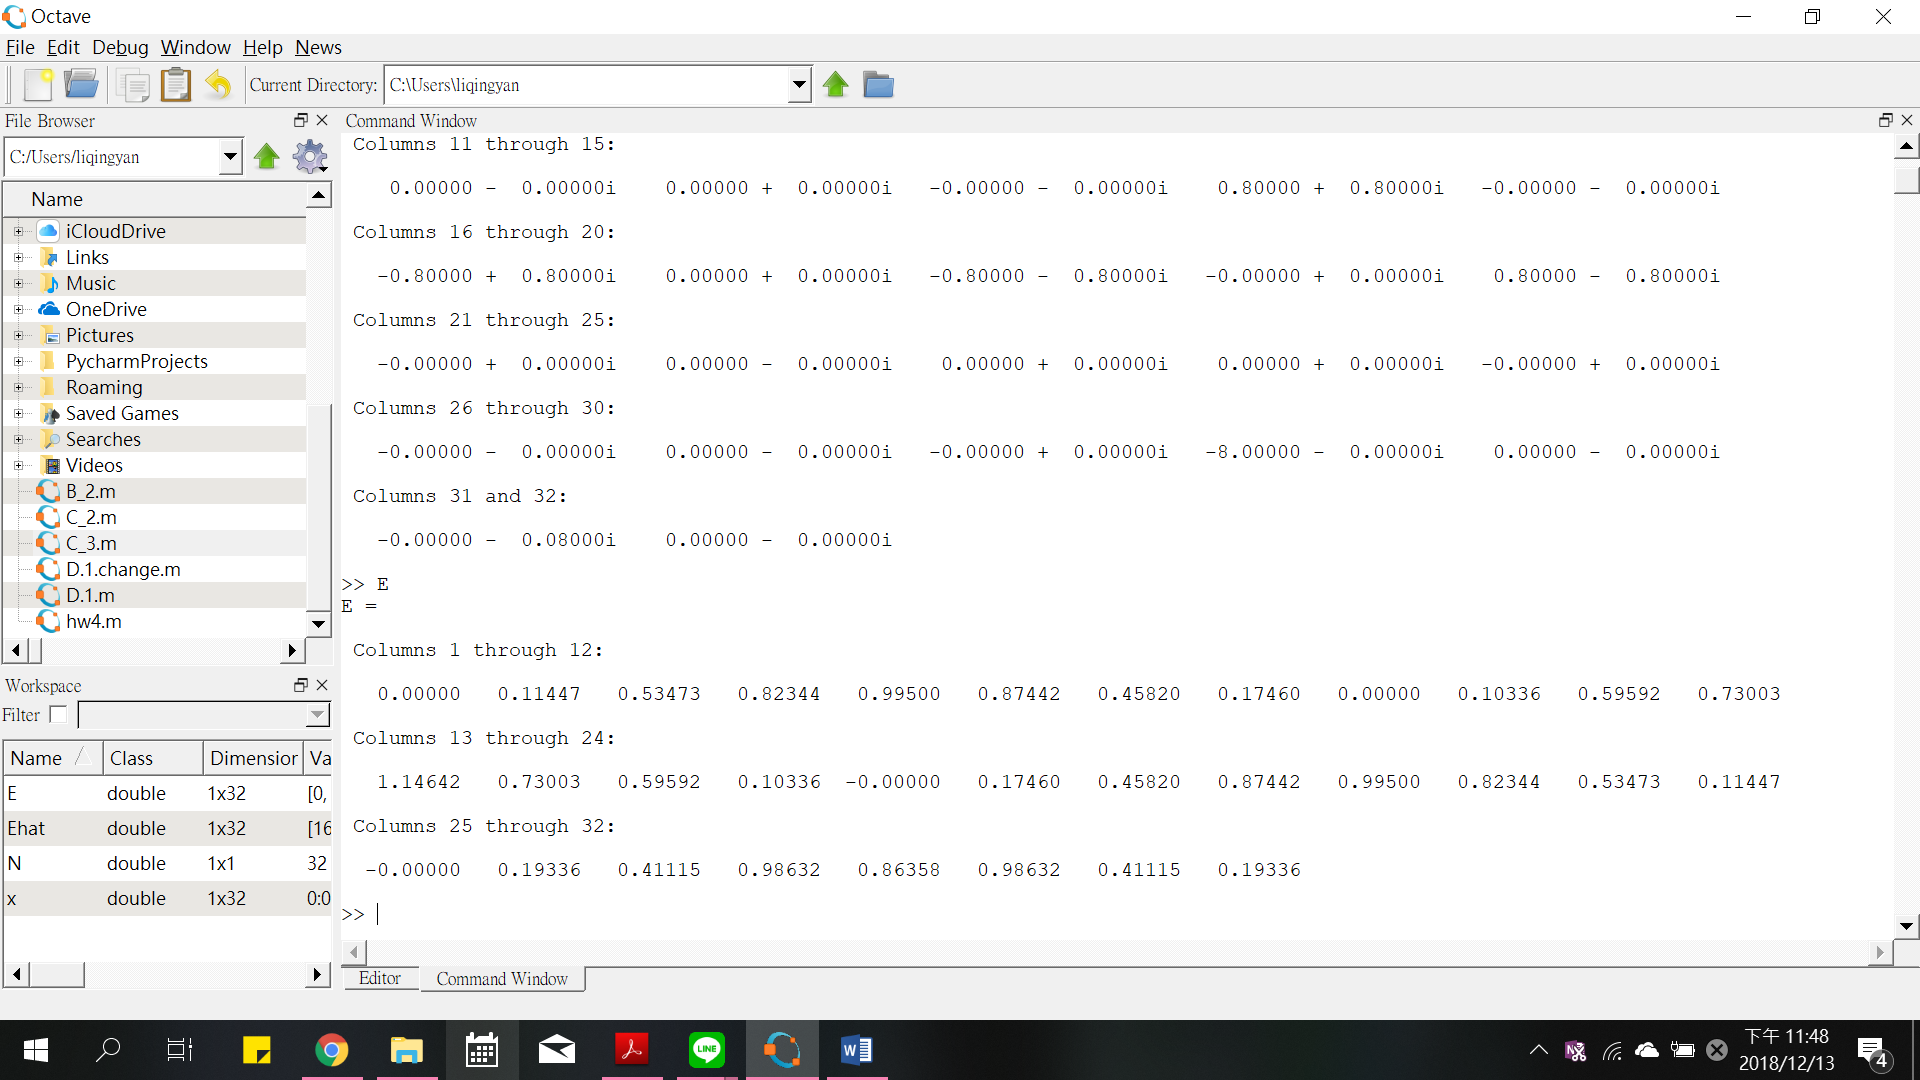 Octave
File Edit Debug Window Help News
Current Directory: C:\Users\liqingyan
File Browser
C:/Users/liqingyan
Name
iCloudDrive
Links
Music
OneDrive
Pictures
PycharmProjects
Roaming
Saved Games
Searches
Videos
B_2.m
C_2.m
C_3.m
D.1.change.m
D.1.m
hw4.m
Workspace
Filter
Name Class Dimension Va
E double 1x32 [0,
Ehat double 1x32 [16
N double 1x1 32
x double 1x32 0:0
Command Window
Columns 11 through 15:
0.00000 - 0.00000i 0.00000 + 0.00000i -0.00000 - 0.00000i 0.80000 + 0.80000i -0.00000 - 0.00000i
Columns 16 through 20:
-0.80000 + 0.80000i 0.00000 + 0.00000i -0.80000 - 0.80000i -0.00000 + 0.00000i 0.80000 - 0.80000i
Columns 21 through 25:
-0.00000 + 0.00000i 0.00000 - 0.00000i 0.00000 + 0.00000i 0.00000 + 0.00000i -0.00000 + 0.00000i
Columns 26 through 30:
-0.00000 - 0.00000i 0.00000 - 0.00000i -0.00000 + 0.00000i -8.00000 - 0.00000i 0.00000 - 0.00000i
Columns 31 and 32:
-0.00000 - 0.08000i 0.00000 - 0.00000i
>> E
E =
Columns 1 through 12:
0.00000 0.11447 0.53473 0.82344 0.99500 0.87442 0.45820 0.17460 0.00000 0.10336 0.59592 0.73003
Columns 13 through 24:
1.14642 0.73003 0.59592 0.10336 -0.00000 0.17460 0.45820 0.87442 0.99500 0.82344 0.53473 0.11447
Columns 25 through 32:
-0.00000 0.19336 0.41115 0.98632 0.86358 0.98632 0.41115 0.19336
>>
Editor Command Window
LINE
下午 11:48
2018/12/13
4